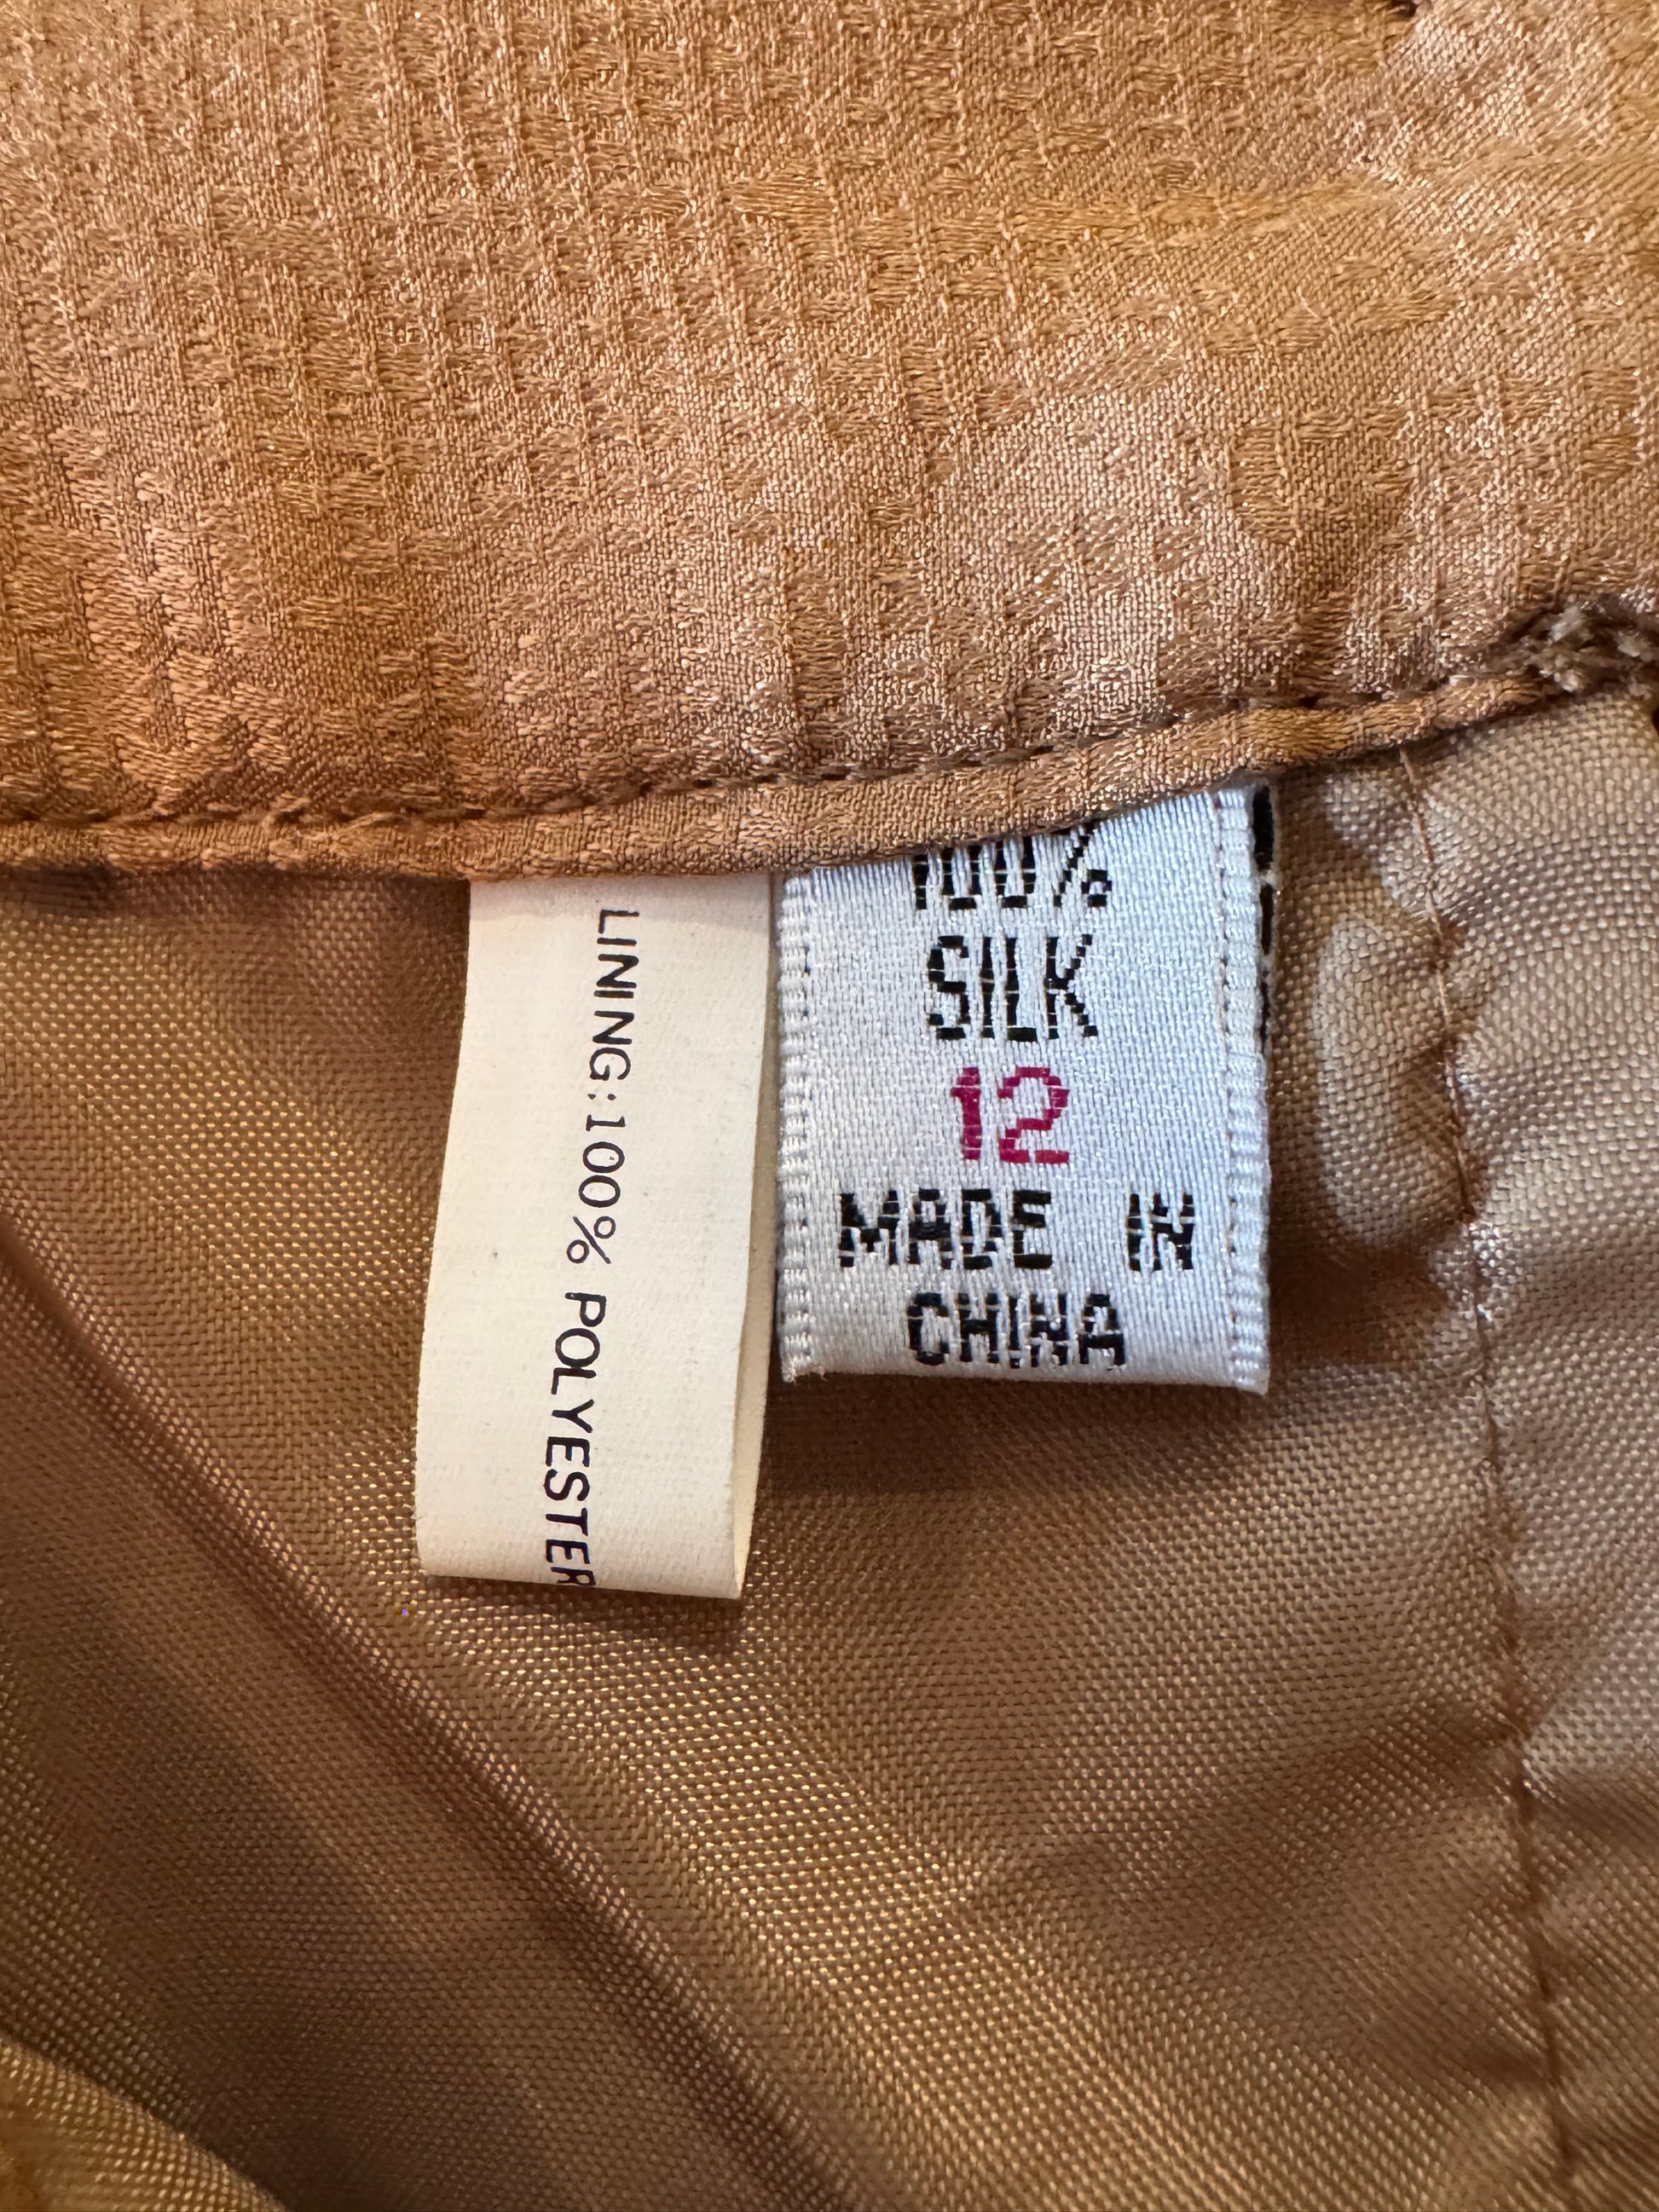 LINING:100% POLYESTER
100%
SILK
12
MADE IN
CHINA